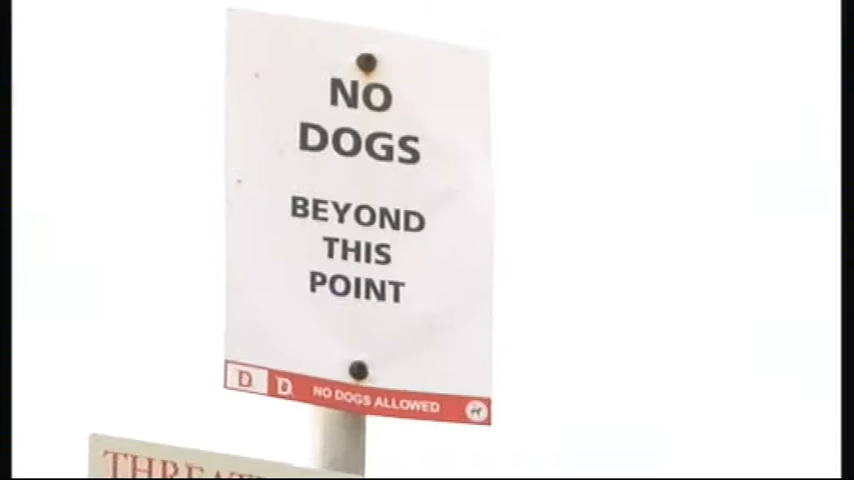 NO
DOGS
BEYOND
THIS
POINT
D D NO DOGS ALLOWED